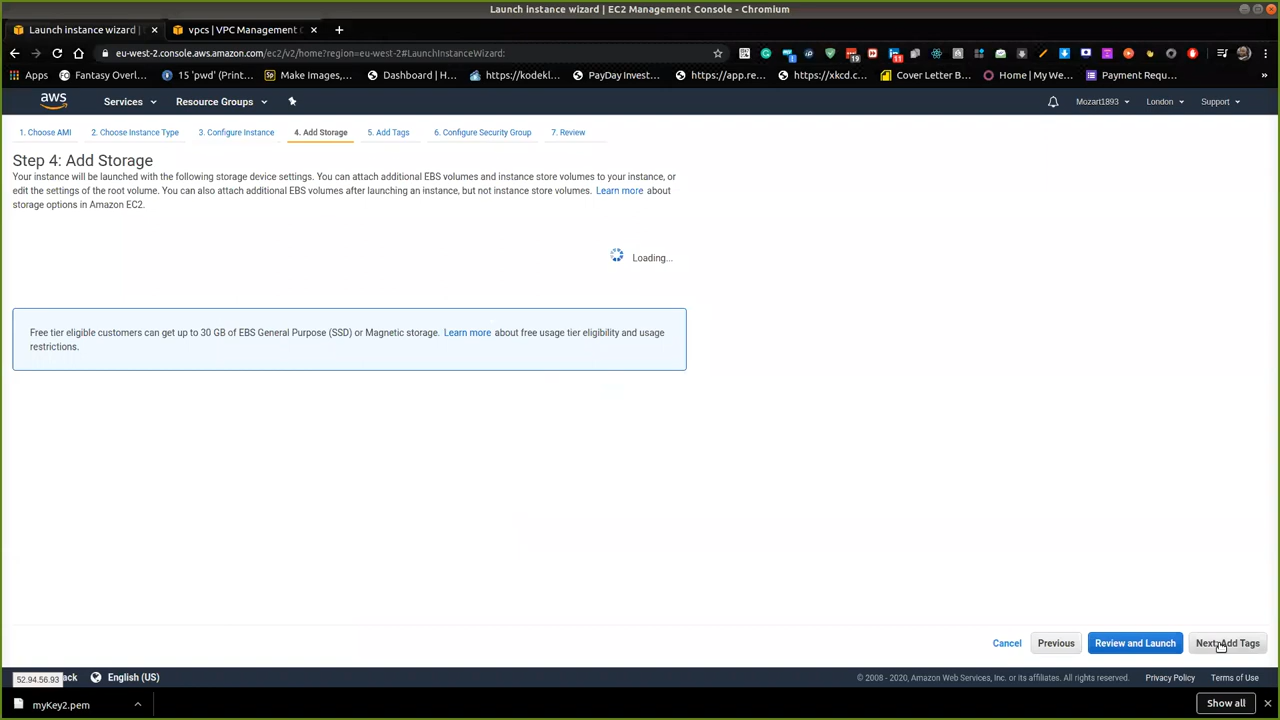 Launch instance wizard | EC2 Management Console - Chromium
Launch instance wizard |
vpcs | VPC Management C
eu-west-2.console.aws.amazon.com/ec2/v2/home?region=eu-west-2#LaunchInstanceWizard:
Apps
Fantasy Overl...
15 'pwd' (Print...
Make Images,...
Dashboard | H...
https://kodekl...
PayDay Invest...
https://app.re...
https://xkcd.c...
Cover Letter B...
Home | My We...
Payment Requ...
»
aws
Services
Resource Groups
Mozart1893
London
Support
1. Choose AMI
2. Choose Instance Type
3. Configure Instance
4. Add Storage
5. Add Tags
6. Configure Security Group
7. Review
Step 4: Add Storage
Your instance will be launched with the following storage device settings. You can attach additional EBS volumes and instance store volumes to your instance, or
edit the settings of the root volume. You can also attach additional EBS volumes after launching an instance, but not instance store volumes. Learn more about
storage options in Amazon EC2.
Loading...
Free tier eligible customers can get up to 30 GB of EBS General Purpose (SSD) or Magnetic storage. Learn more about free usage tier eligibility and usage
restrictions.
Cancel
Previous
Review and Launch
Next: Add Tags
52.94.56.93
ack
English (US)
© 2008 - 2020, Amazon Web Services, Inc. or its affiliates. All rights reserved.
Privacy Policy
Terms of Use
myKey2.pem
Show all